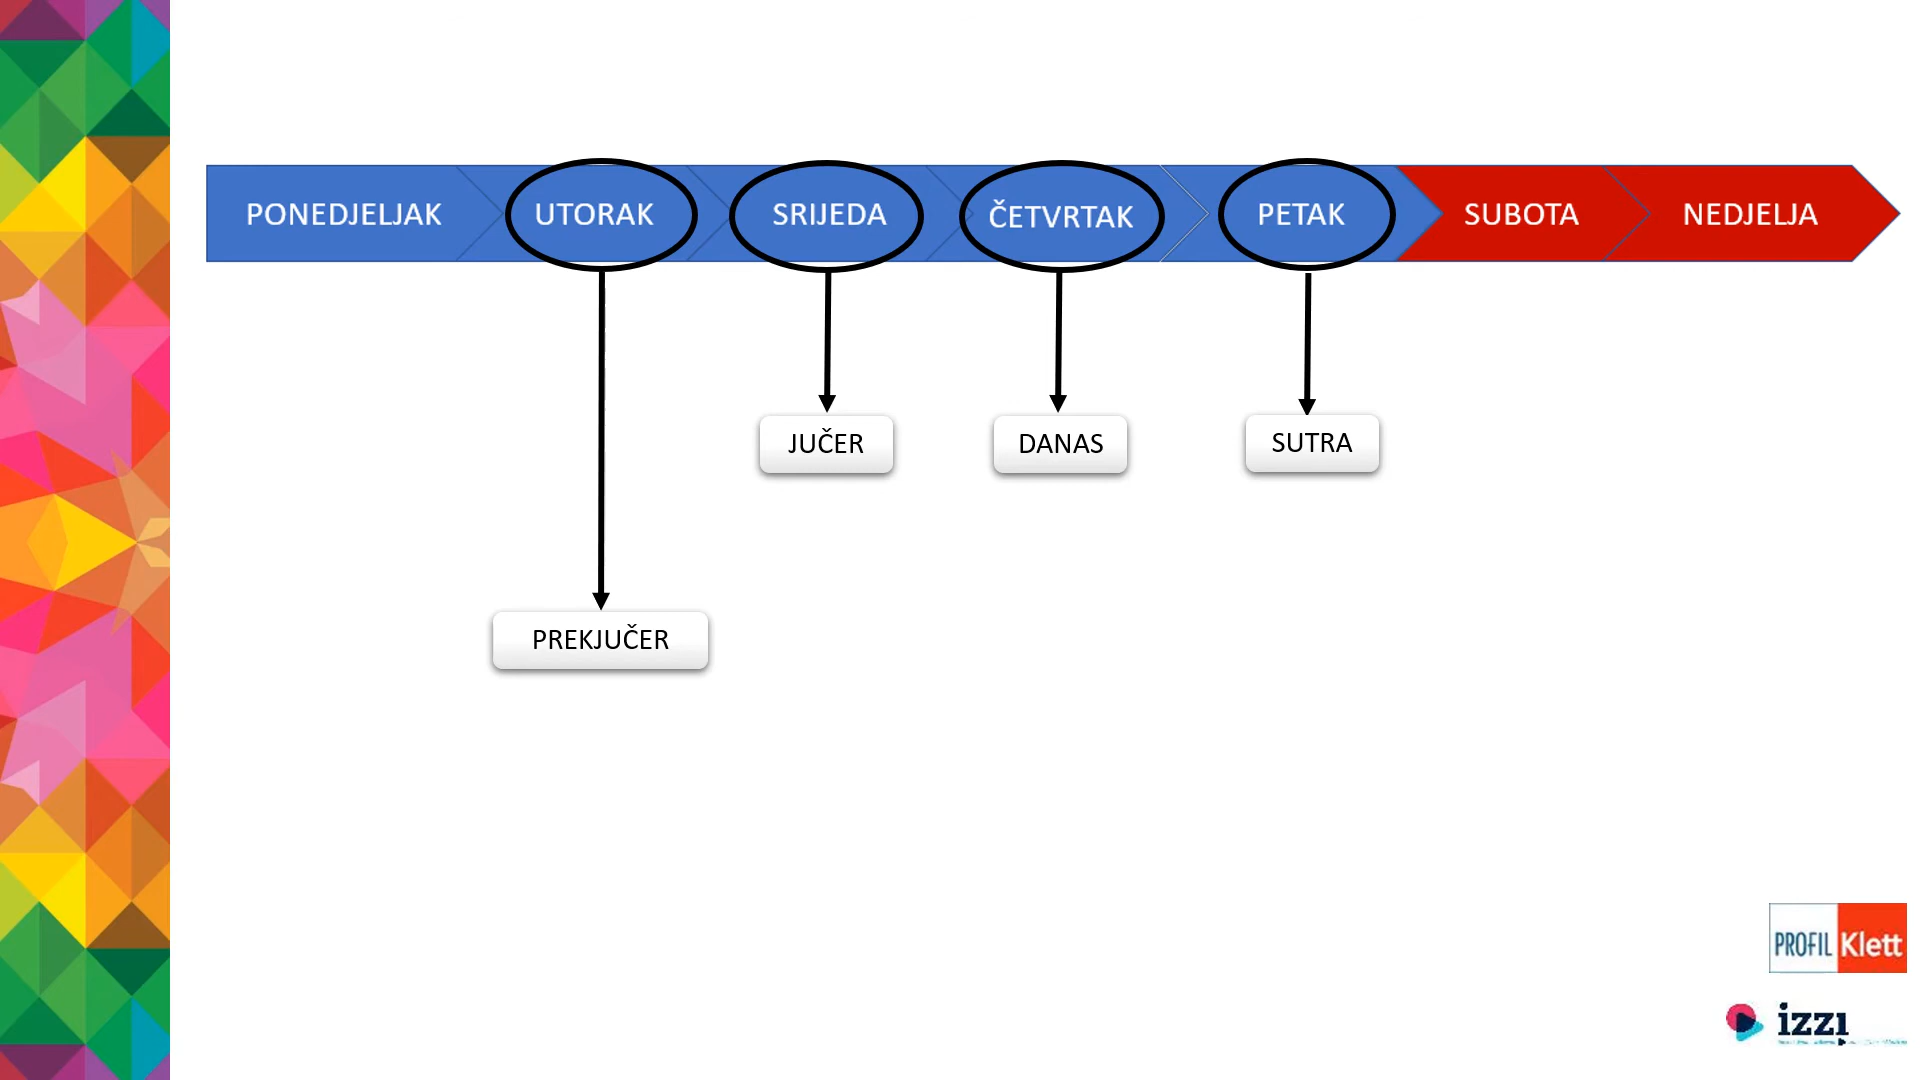 PONEDJELJAK UTORAK SRIJEDA ČETVRTAK PETAK SUBOTA NEDJELJA
JUČER DANAS SUTRA
PREKJUČER
PROFIL Klett
izzi